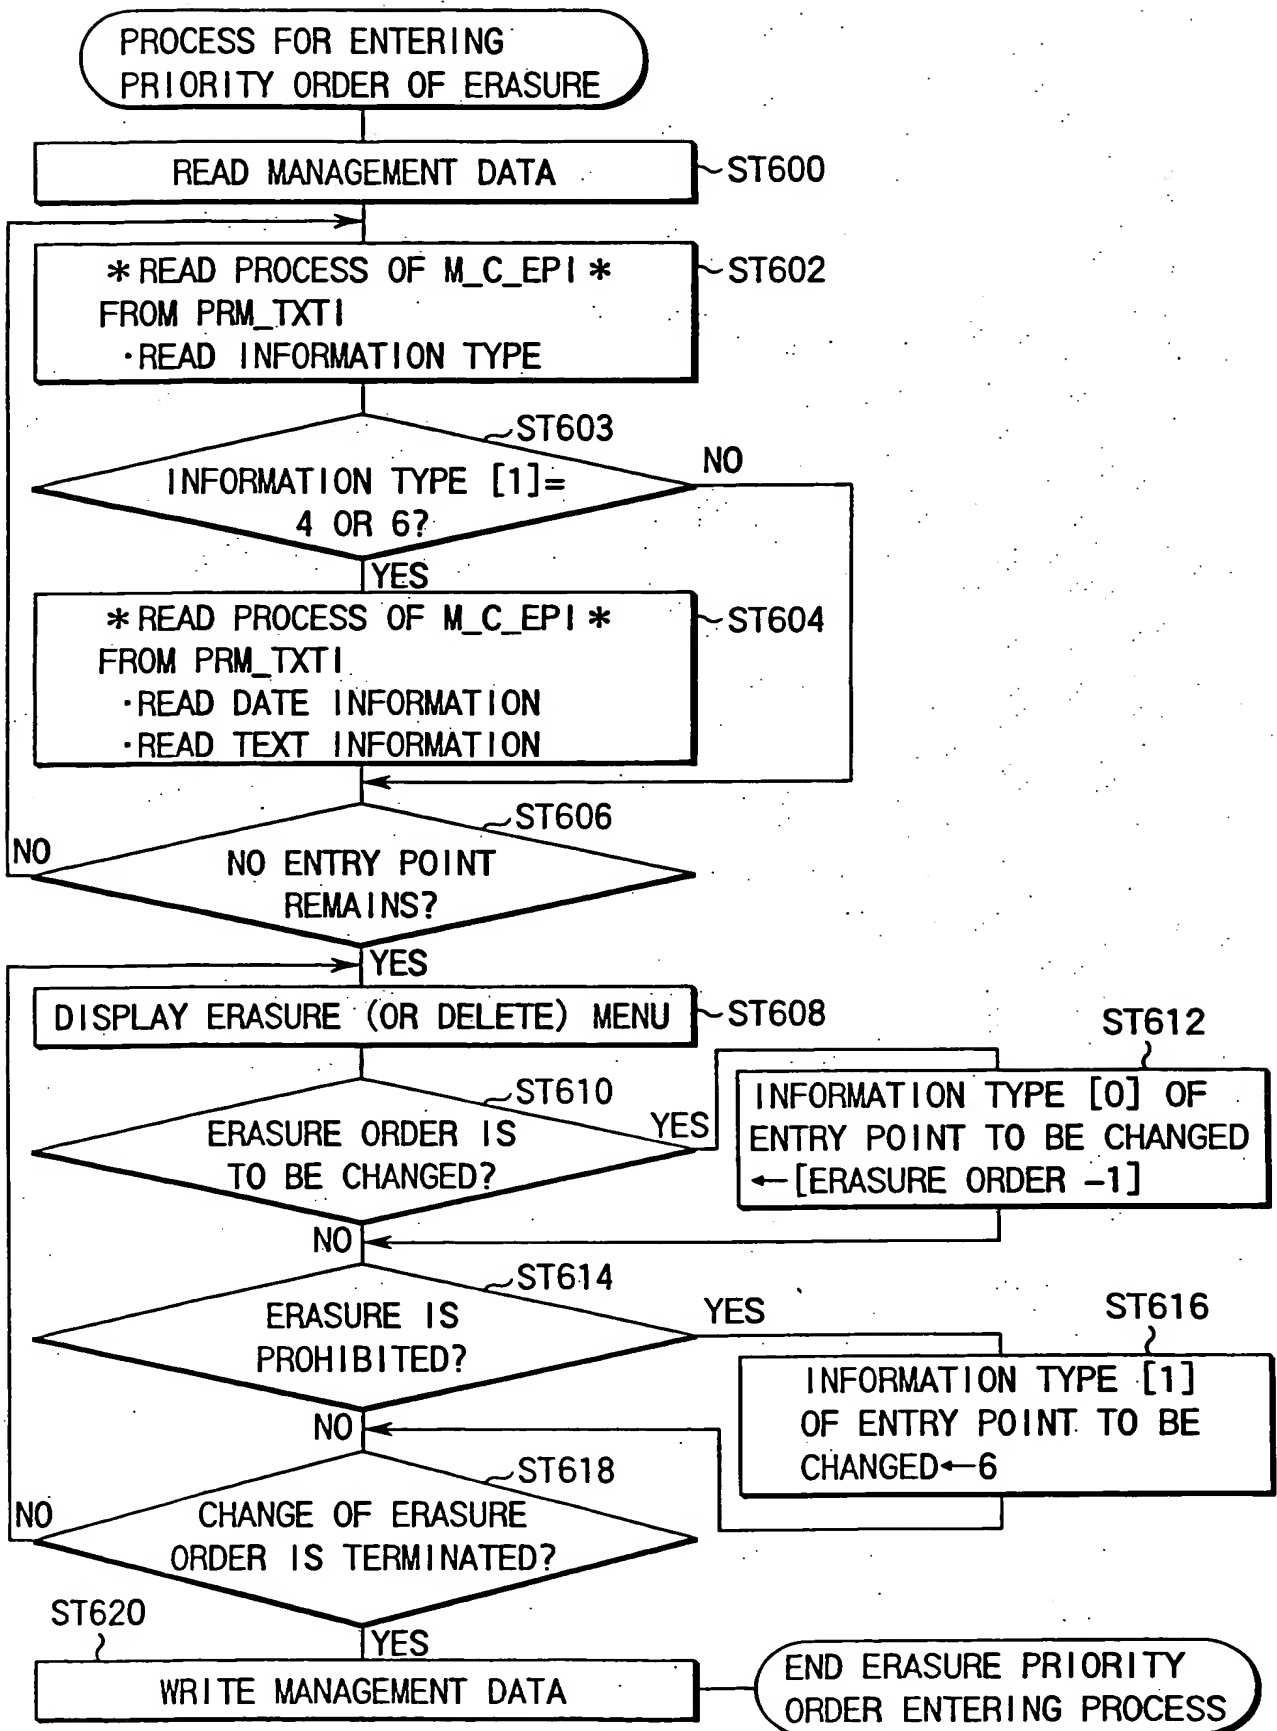 PROCESS FOR ENTERING
PRIORITY ORDER OF ERASURE
READ MANAGEMENT DATA
ST600
*READ PROCESS OF M_C_EPI*
FROM PRM_TXTI
·READ INFORMATION TYPE
ST602
ST603
INFORMATION TYPE [1]=
4 OR 6?
NO
YES
*READ PROCESS OF M_C_EPI*
FROM PRM_TXTI
·READ DATE INFORMATION
·READ TEXT INFORMATION
ST604
ST606
NO ENTRY POINT
REMAINS?
NO
YES
DISPLAY ERASURE (OR DELETE) MENU
ST608
ST610
ERASURE ORDER IS
TO BE CHANGED?
YES
ST612
INFORMATION TYPE [0] OF
ENTRY POINT TO BE CHANGED
←[ERASURE ORDER -1]
NO
ST614
ERASURE IS
PROHIBITED?
YES
ST616
INFORMATION TYPE [1]
OF ENTRY POINT TO BE
CHANGED←6
NO
ST618
CHANGE OF ERASURE
ORDER IS TERMINATED?
NO
YES
ST620
WRITE MANAGEMENT DATA
END ERASURE PRIORITY
ORDER ENTERING PROCESS